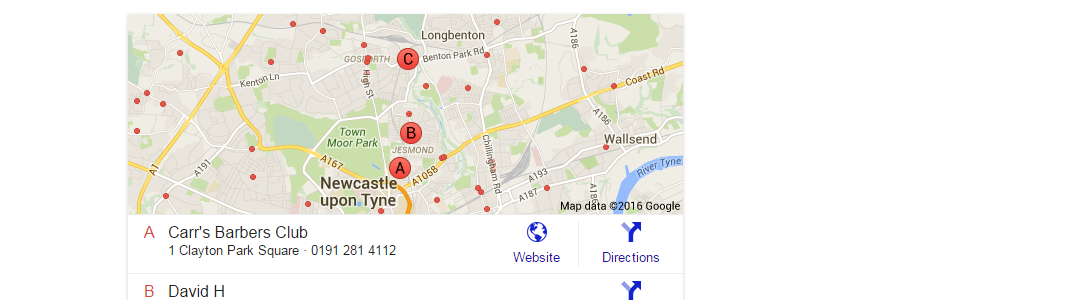 Longbenton
A186
GOSFORTH
C
Benton Park Rd
Kenton Ln
High St
Coast Rd
A186
B
Town
Moor Park
JESMOND
Chillingham Rd
Wallsend
A1
A191
A167
A
A1058
River Tyne
A193
Newcastle
upon Tyne
A187
A186
Map data ©2016 Google
A Carr's Barbers Club
1 Clayton Park Square · 0191 281 4112
Website
Directions
B David H